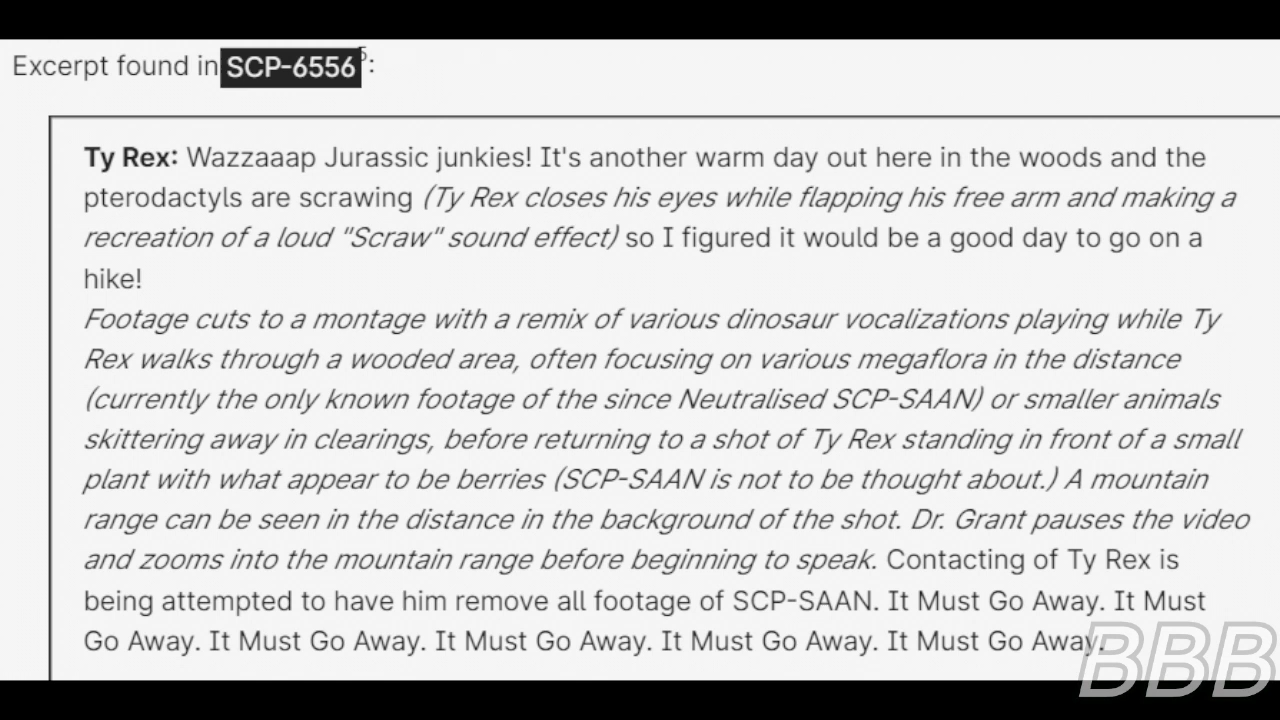 Excerpt found in SCP-6556⁵:
Ty Rex: Wazzaaap Jurassic junkies! It's another warm day out here in the woods and the
pterodactyls are scrawing (Ty Rex closes his eyes while flapping his free arm and making a
recreation of a loud "Scraw" sound effect) so I figured it would be a good day to go on a
hike!
Footage cuts to a montage with a remix of various dinosaur vocalizations playing while Ty
Rex walks through a wooded area, often focusing on various megaflora in the distance
(currently the only known footage of the since Neutralised SCP-SAAN) or smaller animals
skittering away in clearings, before returning to a shot of Ty Rex standing in front of a small
plant with what appear to be berries (SCP-SAAN is not to be thought about.) A mountain
range can be seen in the distance in the background of the shot. Dr. Grant pauses the video
and zooms into the mountain range before beginning to speak. Contacting of Ty Rex is
being attempted to have him remove all footage of SCP-SAAN. It Must Go Away. It Must
Go Away. It Must Go Away. It Must Go Away. It Must Go Away. It Must Go Away.
BBB